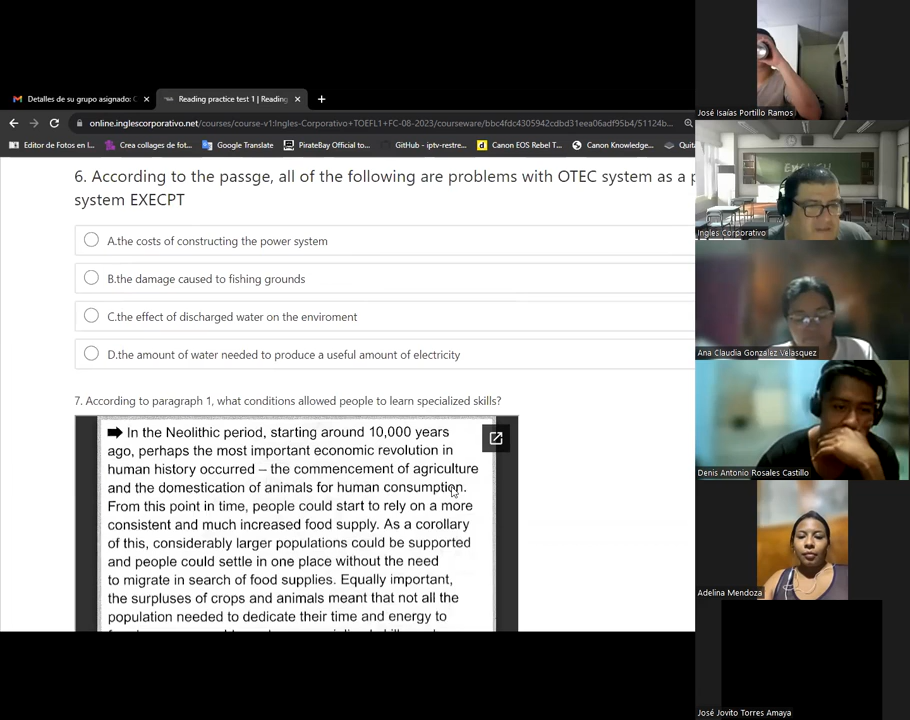 Detalles de su grupo asignado: C
Reading practice test 1 | Reading
online.inglescorporativo.net/courses/course-v1:Ingles-Corporativo+TOEFL1+FC-08-2023/courseware/bbc4fdc4305942cdbd31eea06adf95b4/51124b...
Editor de Fotos en l...
Crea collages de fot...
Google Translate
PirateBay Official to...
GitHub - iptv-restre...
Canon EOS Rebel T...
Canon Knowledge...
Quita
6. According to the passge, all of the following are problems with OTEC system as a p
system EXECPT
A.the costs of constructing the power system
B.the damage caused to fishing grounds
C.the effect of discharged water on the enviroment
D.the amount of water needed to produce a useful amount of electricity
7. According to paragraph 1, what conditions allowed people to learn specialized skills?
In the Neolithic period, starting around 10,000 years
ago, perhaps the most important economic revolution in
human history occurred – the commencement of agriculture
and the domestication of animals for human consumption.
From this point in time, people could start to rely on a more
consistent and much increased food supply. As a corollary
of this, considerably larger populations could be supported
and people could settle in one place without the need
to migrate in search of food supplies. Equally important,
the surpluses of crops and animals meant that not all the
population needed to dedicate their time and energy to
José Isaías Portillo Ramos
ENGLISH
Ingles Corporativo
Ana Claudia Gonzalez Velasquez
Denis Antonio Rosales Castillo
Adelina Mendoza
José Jovito Torres Amaya